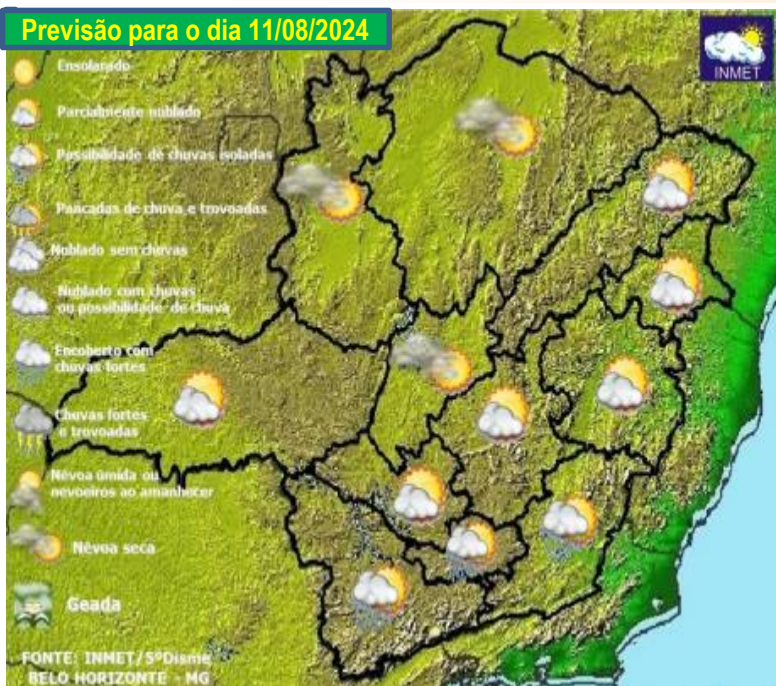 Previsão para o dia 11/08/2024
INMET
Ensolarado
Parcialmente nublado
Possibilidade de chuvas isoladas
Pancadas de chuva e trovoadas
Noblado sem chuvas
Nublado com chuvas
ou possibilidade de chuva
Encoberto com
chuvas fortes
Chuvas fortes
e trovoadas
Névoa úmida ou
nevoeiros ao amanhecer
Névoa seca
Geada
FONTE: INMET/5ºDisme
BELO HORIZONTE - MG